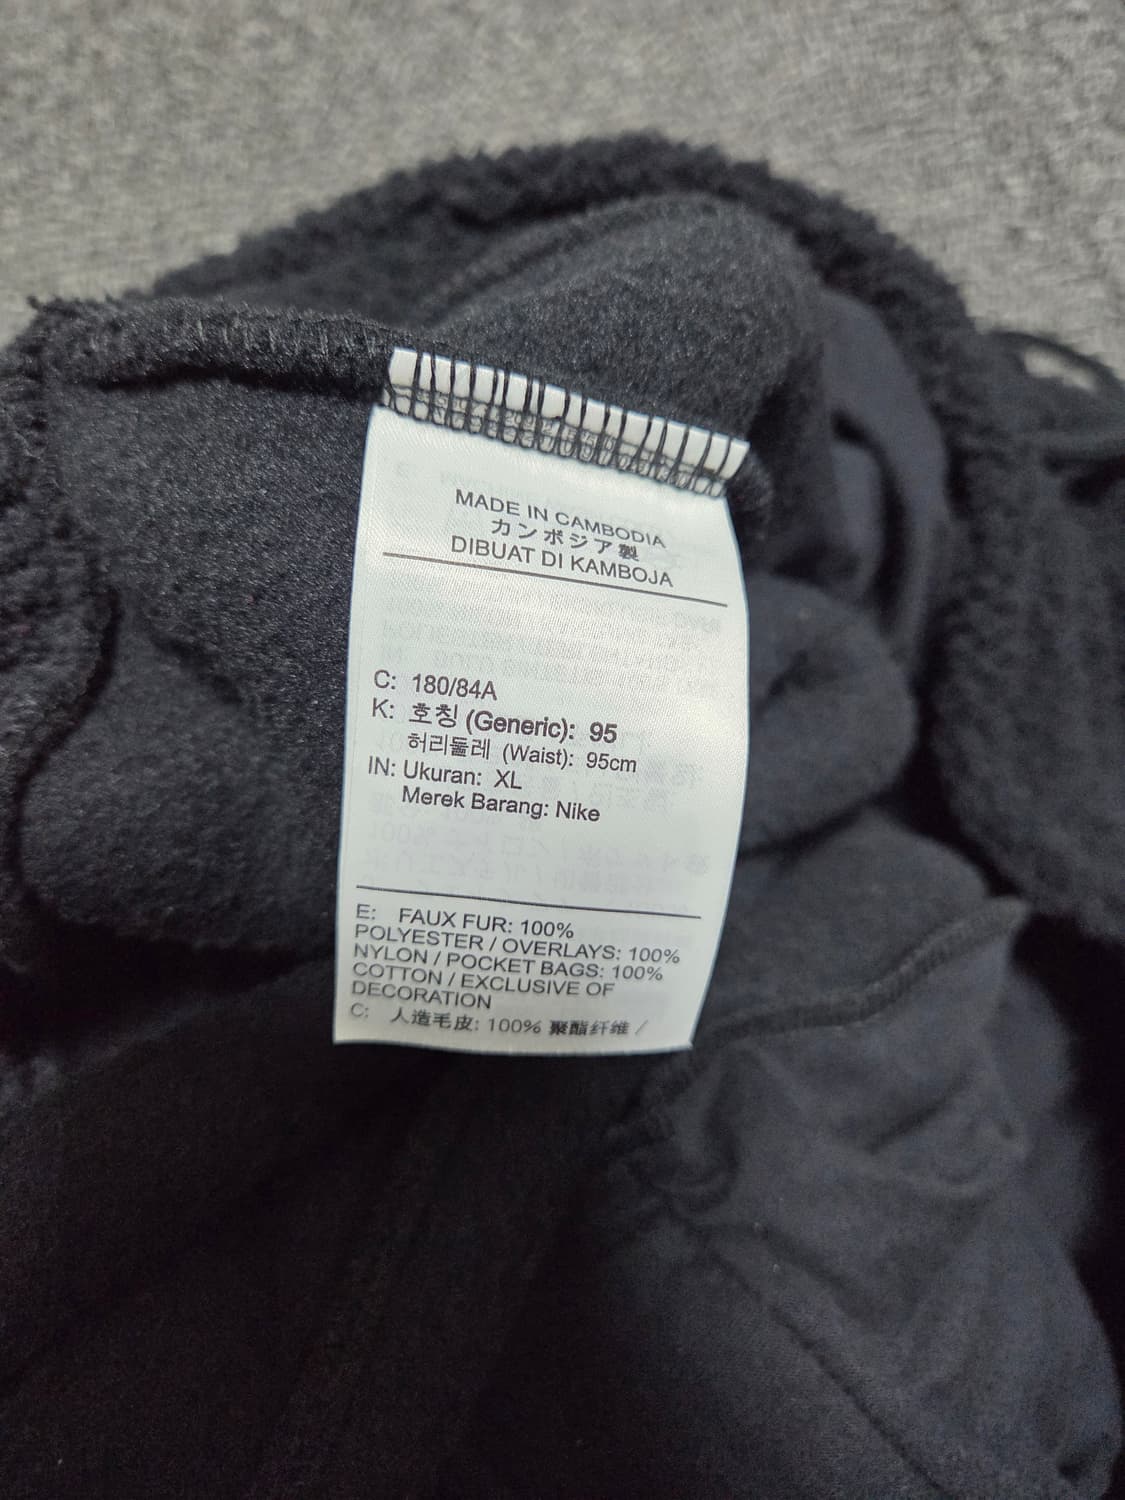 MADE IN CAMBODIA
カンボジア製
DIBUAT DI KAMBOJA
C: 180/84A
K: 호칭 (Generic): 95
허리둘레 (Waist): 95cm
IN: Ukuran: XL
Merek Barang: Nike
E: FAUX FUR: 100%
POLYESTER / OVERLAYS: 100%
NYLON / POCKET BAGS: 100%
COTTON / EXCLUSIVE OF
DECORATION
C: 人造毛皮: 100% 聚酯纤维 /